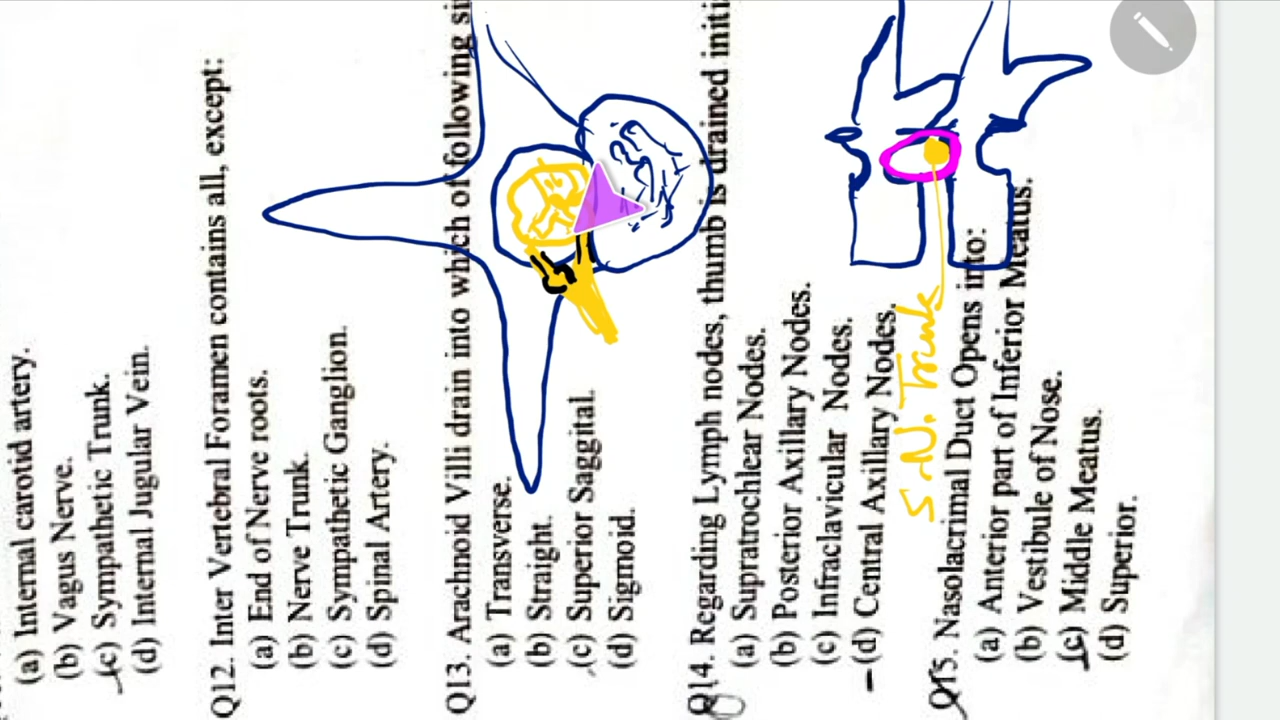 (a) Internal carotid artery.
(b) Vagus Nerve.
(c) Sympathetic Trunk.
(d) Internal Jugular Vein.
Q12. Inter Vertebral Foramen contains all, except:
(a) End of Nerve roots.
(b) Nerve Trunk.
(c) Sympathetic Ganglion.
(d) Spinal Artery.
Q13. Arachnoid Villi drain into which of following
(a) Transverse.
(b) Straight.
(c) Superior Saggital.
(d) Sigmoid.
Q14. Regarding Lymph nodes, thumb is drained
(a) Supratrochlear Nodes.
(b) Posterior Axillary Nodes.
(c) Infraclavicular Nodes.
(d) Central Axillary Nodes.
S.N. Trunk
Q15. Nasolacrimal Duct Opens into:
(a) Anterior part of Inferior Meatus.
(b) Vestibule of Nose.
(c) Middle Meatus.
(d) Superior.